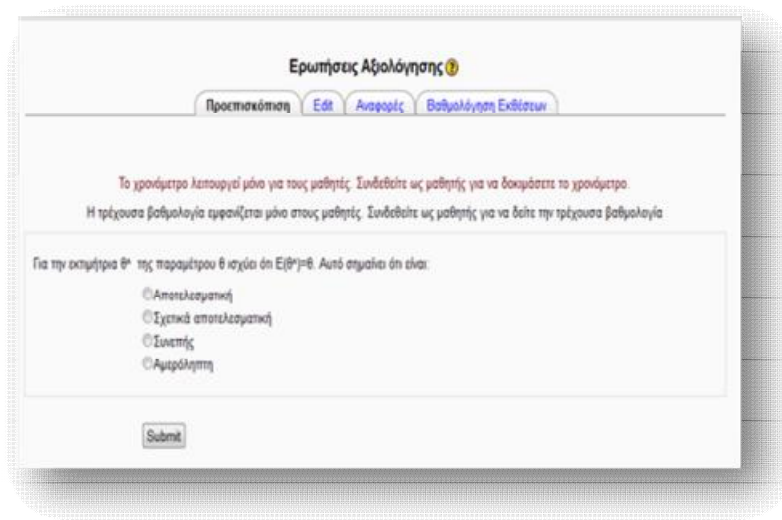 Ερωτήσεις Αξιολόγησης
Προεπισκόπιση Edit Αναφορές Βαθμολόγηση Εκθέσεων
Το χρονόμετρο λειτουργεί μόνο για τους μαθητές. Συνδεθείτε ως μαθητής για να δοκιμάσετε το χρονόμετρο.
Η τρέχουσα βαθμολογία εμφανίζεται μόνο στους μαθητές. Συνδεθείτε ως μαθητής για να δείτε την τρέχουσα βαθμολογία
Για την εκτιμήτρια θ^ της παραμέτρου θ ισχύει ότι Ε(θ^)=θ. Αυτό σημαίνει ότι είναι:
Αποτελεσματική
Σχετικά αποτελεσματική
Συνεπής
Αμερόληπτη
Submit